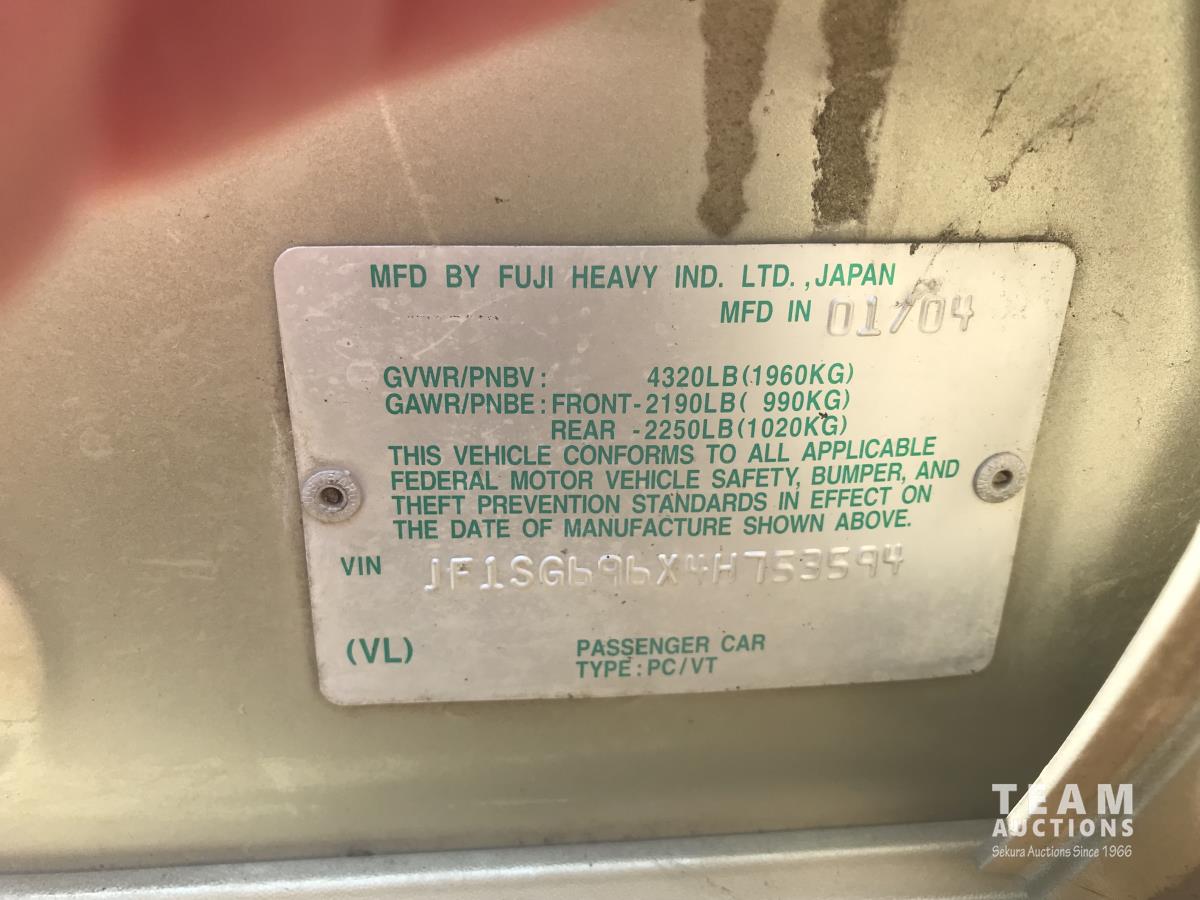 MFD BY FUJI HEAVY IND. LTD., JAPAN
MFD IN 01/04
GVWR/PNBV: 4320LB(1960KG)
GAWR/PNBE: FRONT-2190LB( 990KG)
REAR -2250LB(1020KG)
THIS VEHICLE CONFORMS TO ALL APPLICABLE
FEDERAL MOTOR VEHICLE SAFETY, BUMPER, AND
THEFT PREVENTION STANDARDS IN EFFECT ON
THE DATE OF MANUFACTURE SHOWN ABOVE.
VIN JF1SG696X4H753594
(VL) PASSENGER CAR
TYPE: PC/VT
TEAM
AUCTIONS
Sekura Auctions Since 1966